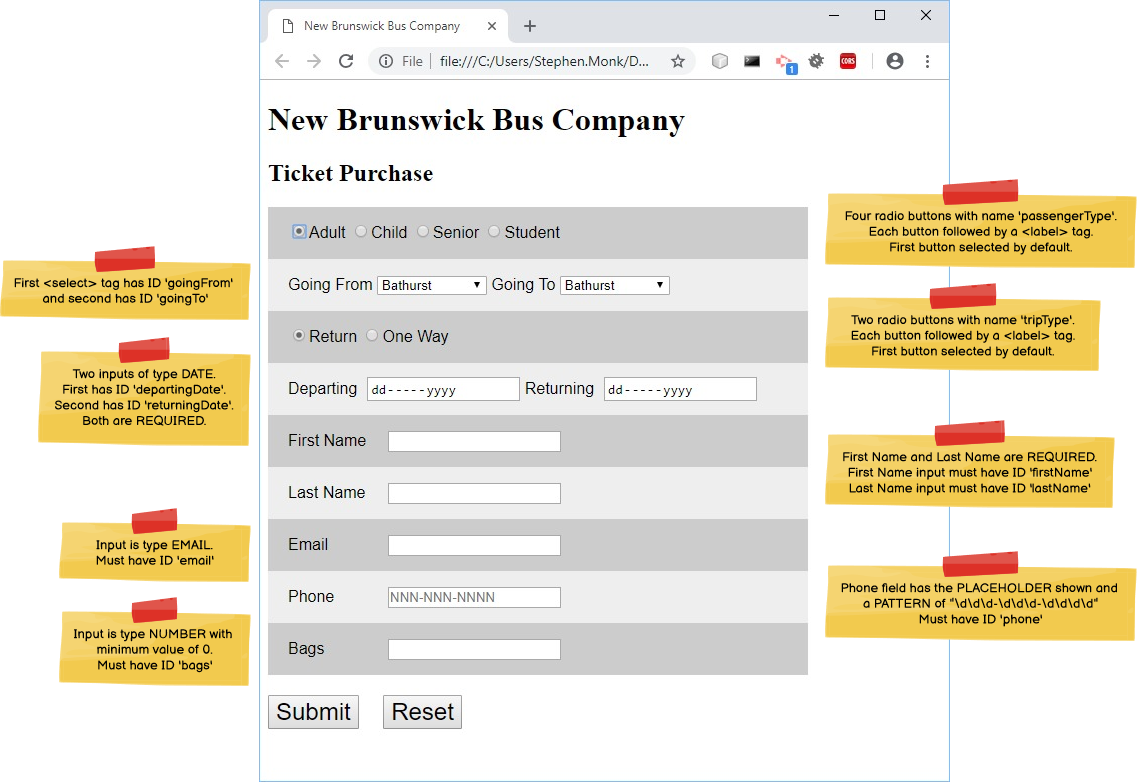 New Brunswick Bus Company
File file:///C:/Users/Stephen.Monk/D...
1
CORS
New Brunswick Bus Company
Ticket Purchase
Adult Child Senior Student
Going From Bathurst Going To Bathurst
Return One Way
Departing dd-----yyyy Returning dd-----yyyy
First Name
Last Name
Email
Phone NNN-NNN-NNNN
Bags
Submit Reset
First <select> tag has ID 'goingFrom'
and second has ID 'goingTo'
Two inputs of type DATE.
First has ID 'departingDate'.
Second has ID 'returningDate'.
Both are REQUIRED.
Input is type EMAIL.
Must have ID 'email'
Input is type NUMBER with
minimum value of 0.
Must have ID 'bags'
Four radio buttons with name 'passengerType'.
Each button followed by a <label> tag.
First button selected by default.
Two radio buttons with name 'tripType'.
Each button followed by a <label> tag.
First button selected by default.
First Name and Last Name are REQUIRED.
First Name input must have ID 'firstName'
Last Name input must have ID 'lastName'
Phone field has the PLACEHOLDER shown and
a PATTERN of "\d\d\d-\d\d\d-\d\d\d\d"
Must have ID 'phone'